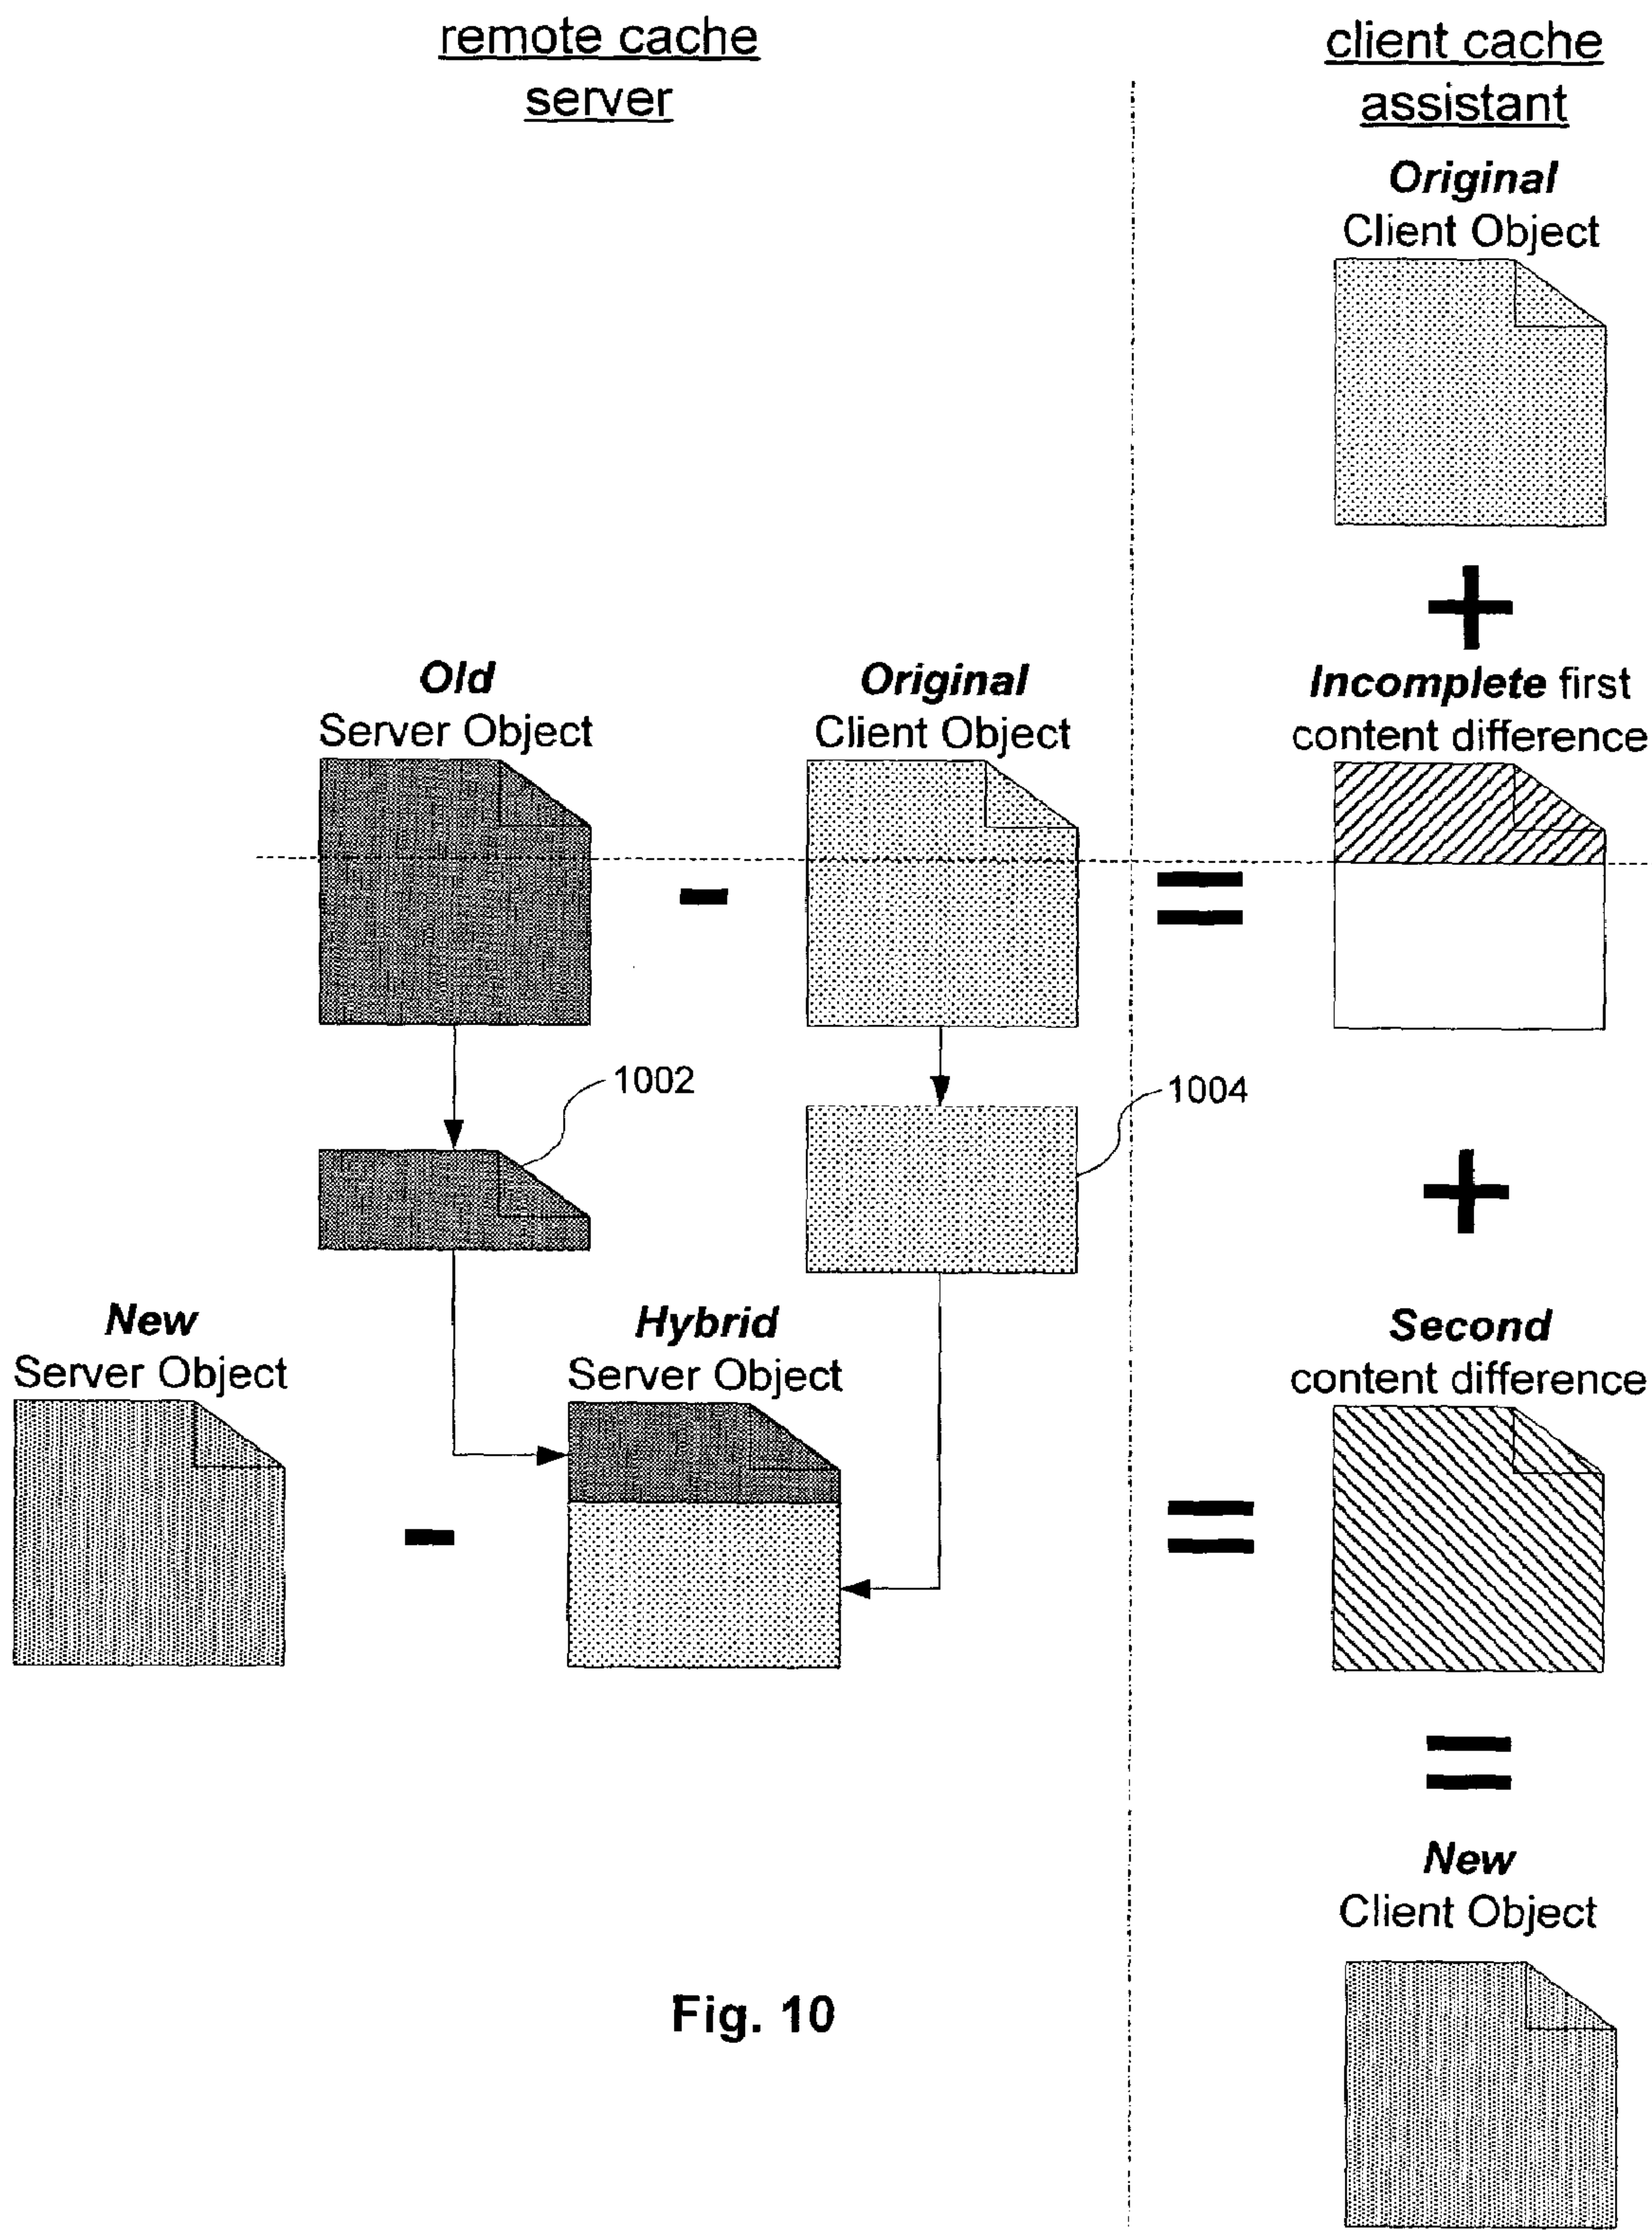 remote cache
server
client cache
assistant
Original
Client Object
Old
Server Object
Original
Client Object
Incomplete first
content difference
1002
1004
New
Server Object
Hybrid
Server Object
Second
content difference
New
Client Object
Fig. 10